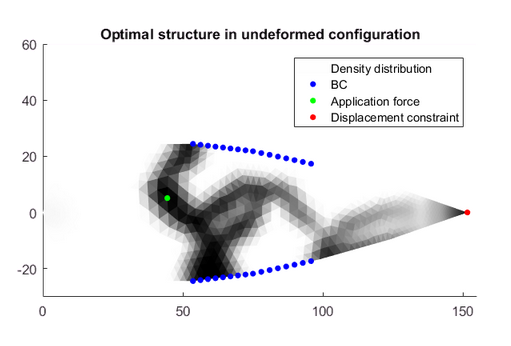 Optimal structure in undeformed configuration
60
40
20
0
-20
0
50
100
150
Density distribution
BC
Application force
Displacement constraint